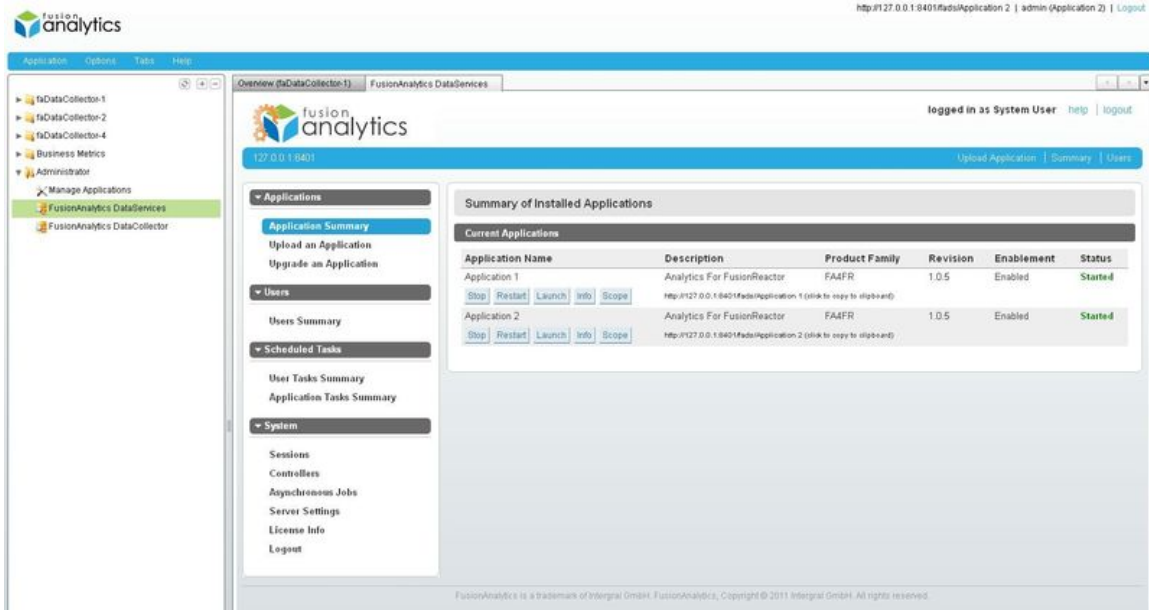 http://127.0.0.1:8401/fads/Application 2 | admin (Application 2) | Logout
fusion analytics
Application Options Tabs Help
faDataCollector-1
faDataCollector-2
faDataCollector-4
Business Metrics
Administrator
Manage Applications
FusionAnalytics DataServices
FusionAnalytics DataCollector
Overview (faDataCollector-1) FusionAnalytics DataServices
fusion analytics
logged in as System User help | logout
127.0.0.1:8401
Upload Application | Summary | Users
Applications
Application Summary
Upload an Application
Upgrade an Application
Users
Users Summary
Scheduled Tasks
User Tasks Summary
Application Tasks Summary
System
Sessions
Controllers
Asynchronous Jobs
Server Settings
License Info
Logout
Summary of Installed Applications
Current Applications
Application Name Description Product Family Revision Enablement Status
Application 1 Analytics For FusionReactor FA4FR 1.0.5 Enabled Started
Stop Restart Launch Info Scope http://127.0.0.1:8401/fads/Application 1 (click to copy to clipboard)
Application 2 Analytics For FusionReactor FA4FR 1.0.5 Enabled Started
Stop Restart Launch Info Scope http://127.0.0.1:8401/fads/Application 2 (click to copy to clipboard)
FusionAnalytics is a trademark of Intergral GmbH. FusionAnalytics, Copyright © 2011 Intergral GmbH. All rights reserved.